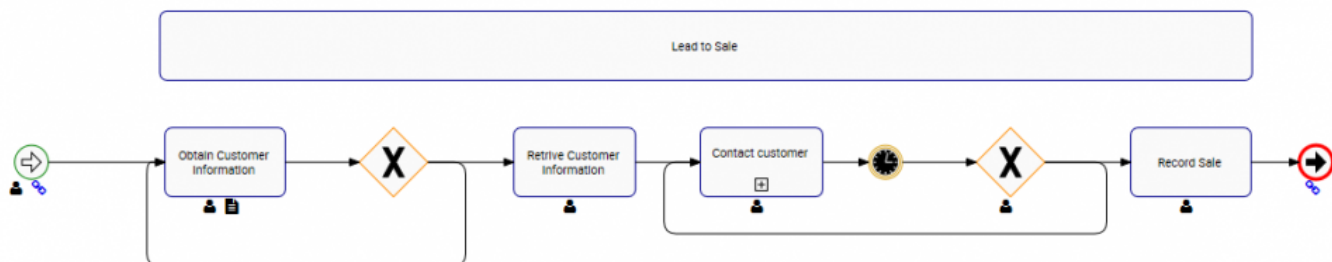 Lead to Sale
Obtain Customer
Information
Retrive Customer
Information
Contact customer
Record Sale